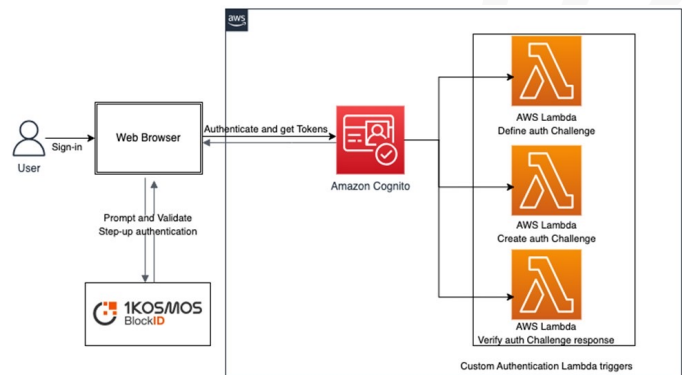 aws
User
Sign-in
Web Browser
Authenticate and get Tokens
Amazon Cognito
AWS Lambda
Define auth Challenge
AWS Lambda
Create auth Challenge
AWS Lambda
Verify auth Challenge response
Prompt and Validate
Step-up authentication
1KOSMOS
BlockID
Custom Authentication Lambda triggers